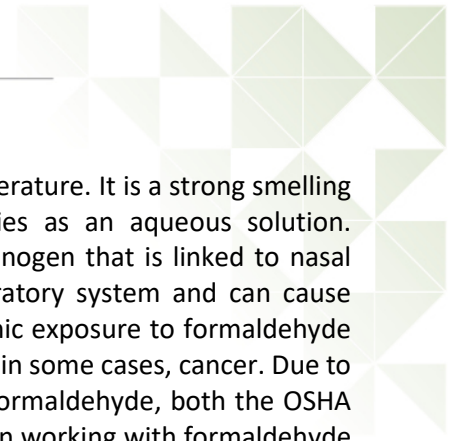 erature. It is a strong smelling
ies as an aqueous solution.
nogen that is linked to nasal
ratory system and can cause
nic exposure to formaldehyde
in some cases, cancer. Due to
ormaldehyde, both the OSHA
n working with formaldehyde